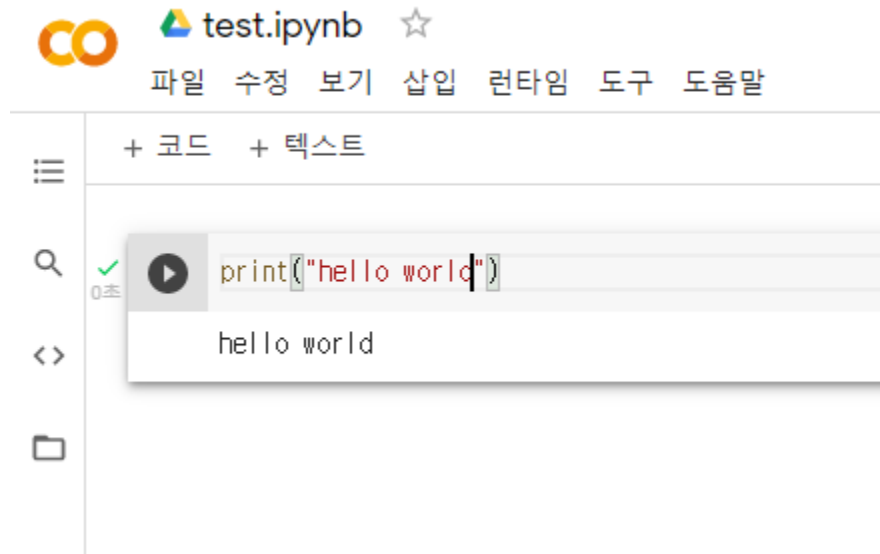 test.ipynb
파일 수정 보기 삽입 런타임 도구 도움말
+ 코드 + 텍스트
print("hello world")
0초
hello world